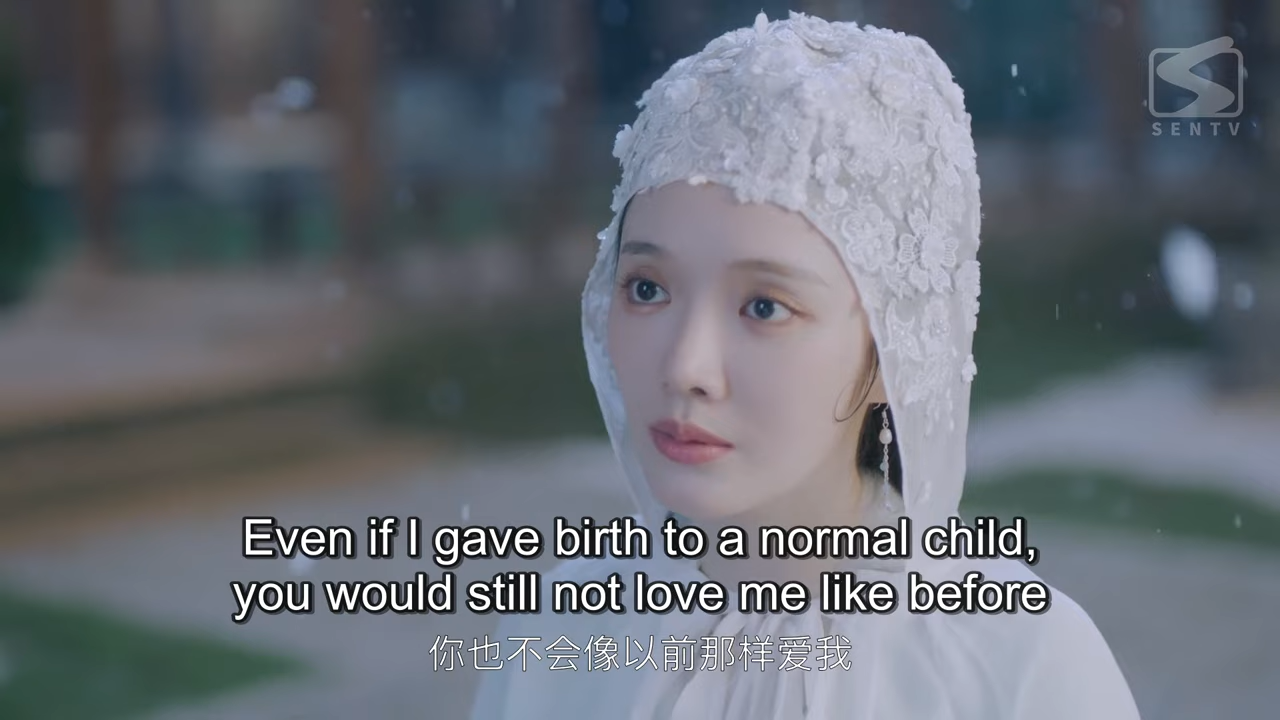 SENTV
Even if I gave birth to a normal child,
you would still not love me like before
你也不会像以前那样爱我